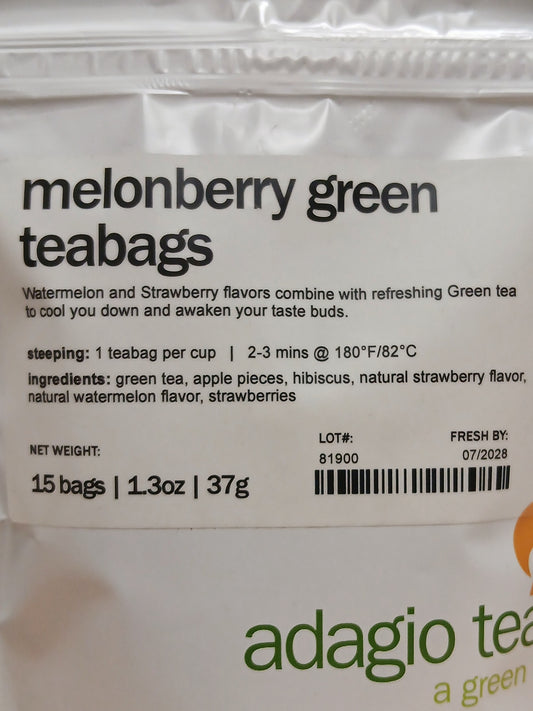 melonberry green
teabags
Watermelon and Strawberry flavors combine with refreshing Green tea
to cool you down and awaken your taste buds.
steeping: 1 teabag per cup | 2-3 mins @ 180°F/82°C
ingredients: green tea, apple pieces, hibiscus, natural strawberry flavor,
natural watermelon flavor, strawberries
NET WEIGHT:
15 bags | 1.3oz | 37g
LOT#:
81900
FRESH BY:
07/2028
adagio tea
a green